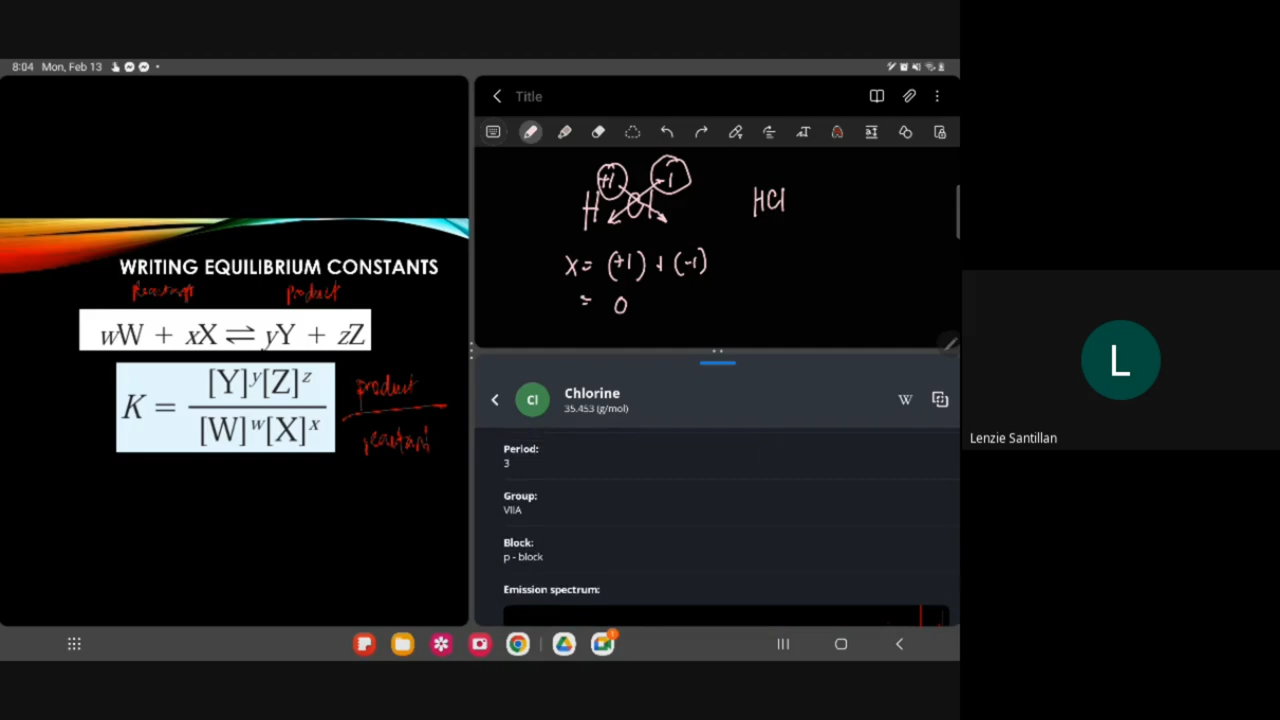 8:04 Mon, Feb 13
WRITING EQUILIBRIUM CONSTANTS
Reactant product
wW + xX ⇌ yY + zZ
K = [Y]ʸ[Z]ᶻ / [W]ʷ[X]ˣ
product
reactant
Title
+1 -1
H Cl
HCl
X = (+1) + (-1)
= 0
Cl
Chlorine
35.453 (g/mol)
W
Period:
3
Group:
VIIA
Block:
p - block
Emission spectrum:
L
Lenzie Santillan